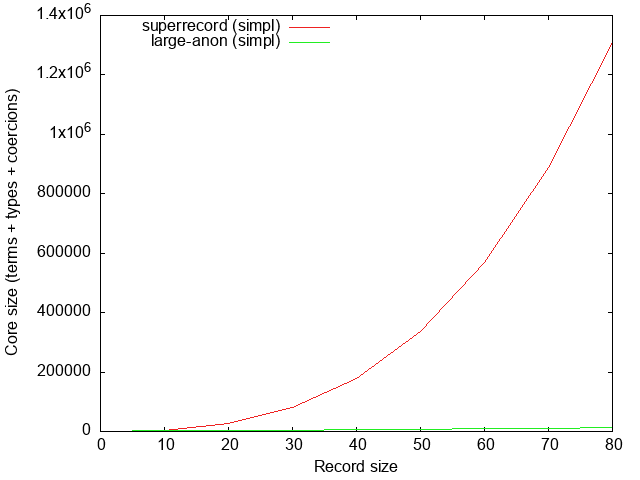 1.4x10^6
1.2x10^6
1x10^6
800000
600000
400000
200000
0
Core size (terms + types + coercions)
superrecord (simpl)
large-anon (simpl)
0 10 20 30 40 50 60 70 80
Record size